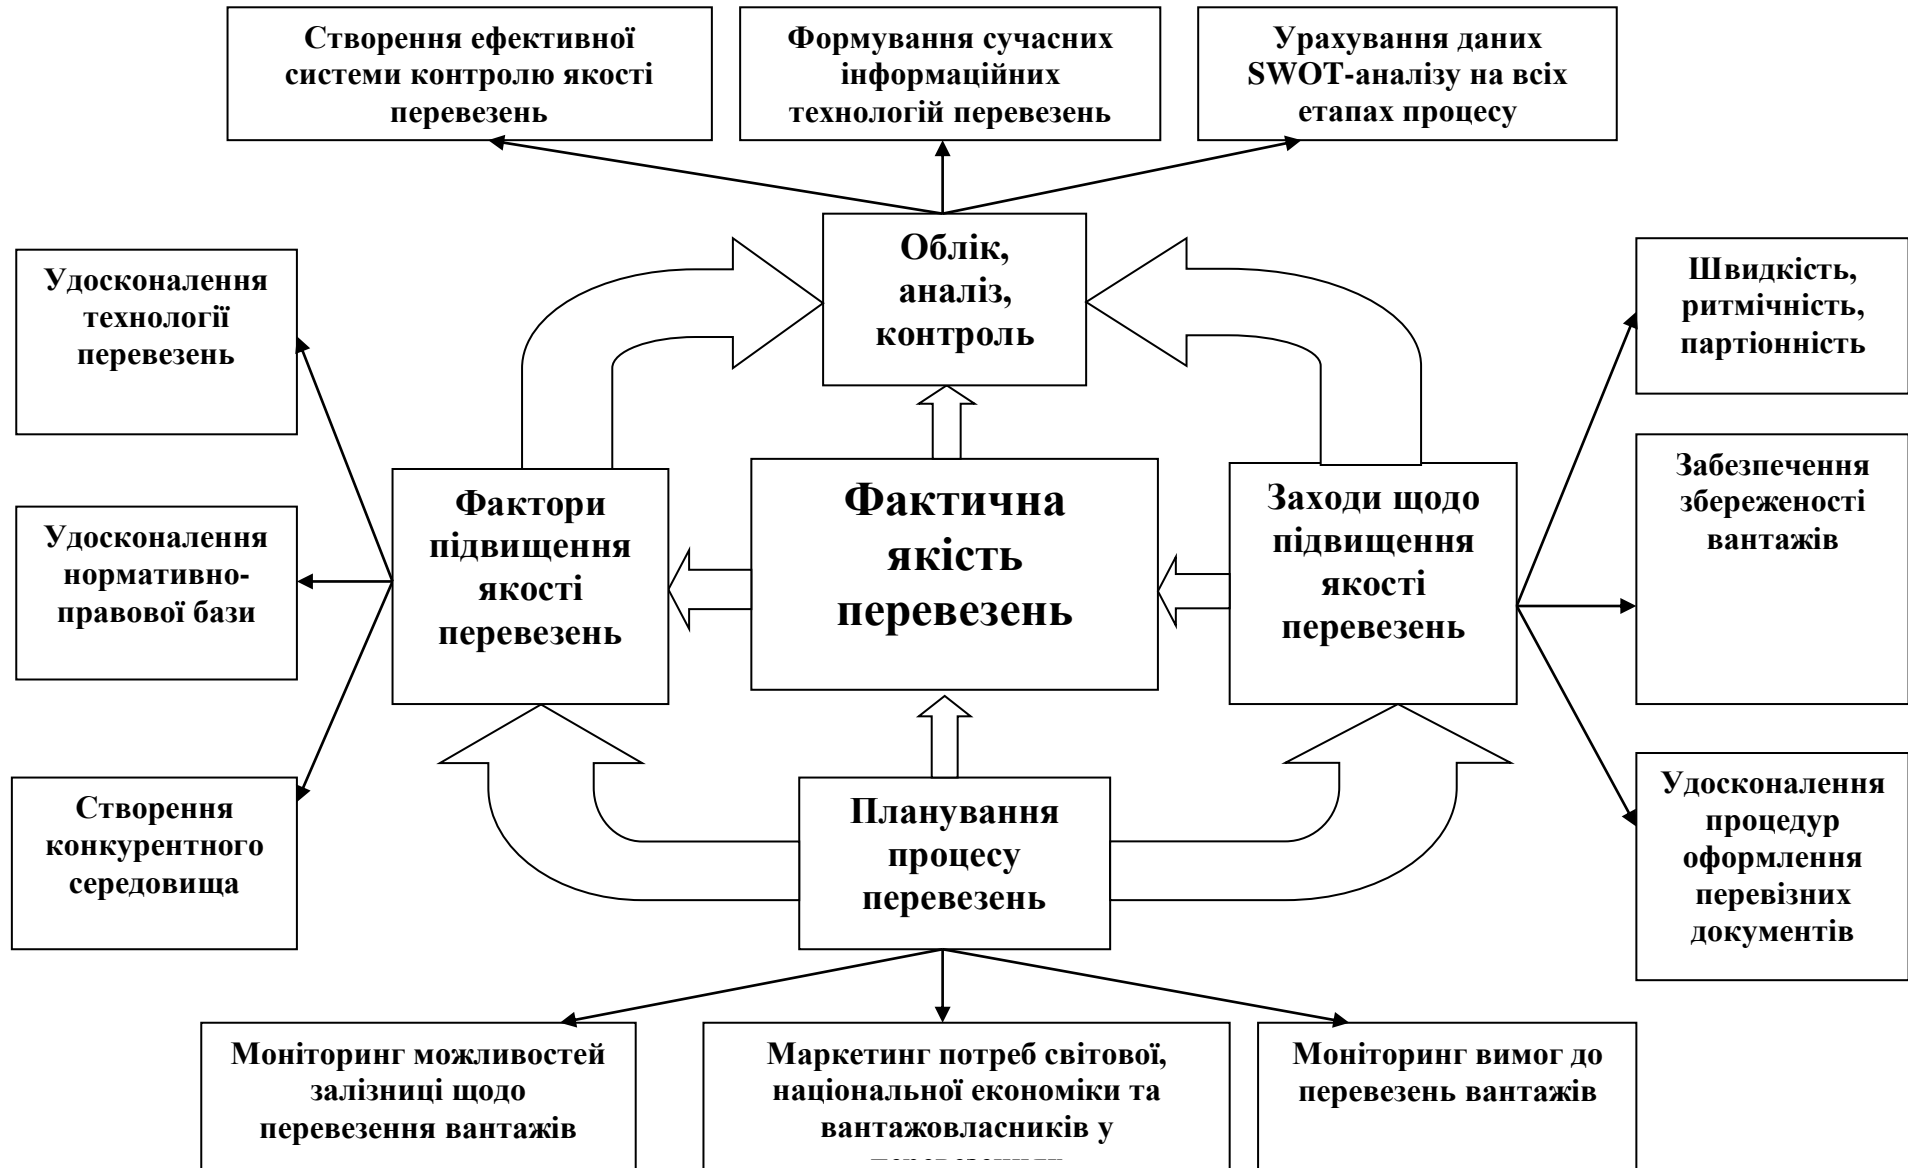 Створення ефективної
системи контролю якості
перевезень
Формування сучасних
інформаційних
технологій перевезень
Урахування даних
SWOT-аналізу на всіх
етапах процесу
Облік,
аналіз,
контроль
Удосконалення
технології
перевезень
Швидкість,
ритмічність,
партіонність
Фактори
підвищення
якості
перевезень
Фактична
якість
перевезень
Заходи щодо
підвищення
якості
перевезень
Забезпечення
збереженості
вантажів
Удосконалення
нормативно-
правової бази
Створення
конкурентного
середовища
Планування
процесу
перевезень
Удосконалення
процедур
оформлення
перевізних
документів
Моніторинг можливостей
залізниці щодо
перевезення вантажів
Маркетинг потреб світової,
національної економіки та
вантажовласників у
Моніторинг вимог до
перевезень вантажів